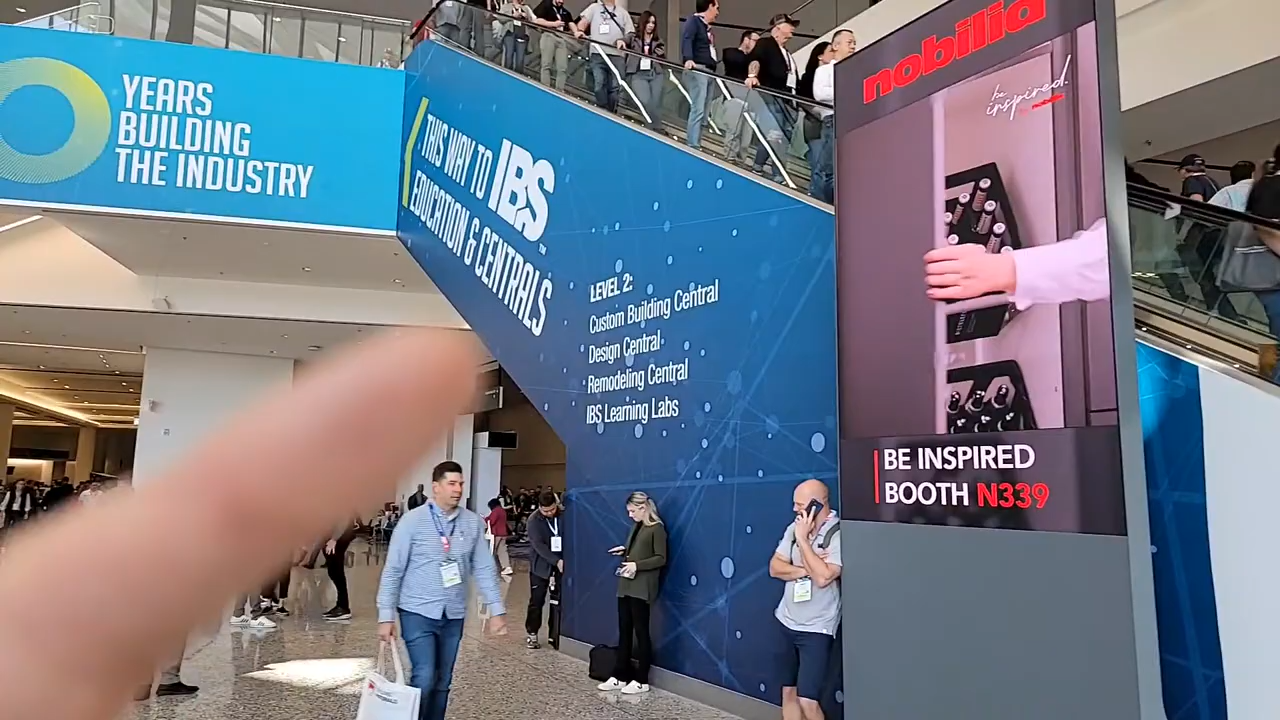 YEARS
BUILDING
THE INDUSTRY
THIS WAY TO IBS™
EDUCATION & CENTRALS
LEVEL 2:
Custom Building Central
Design Central
Remodeling Central
IBS Learning Labs
nobilia
be
inspired.
BE INSPIRED
BOOTH N339